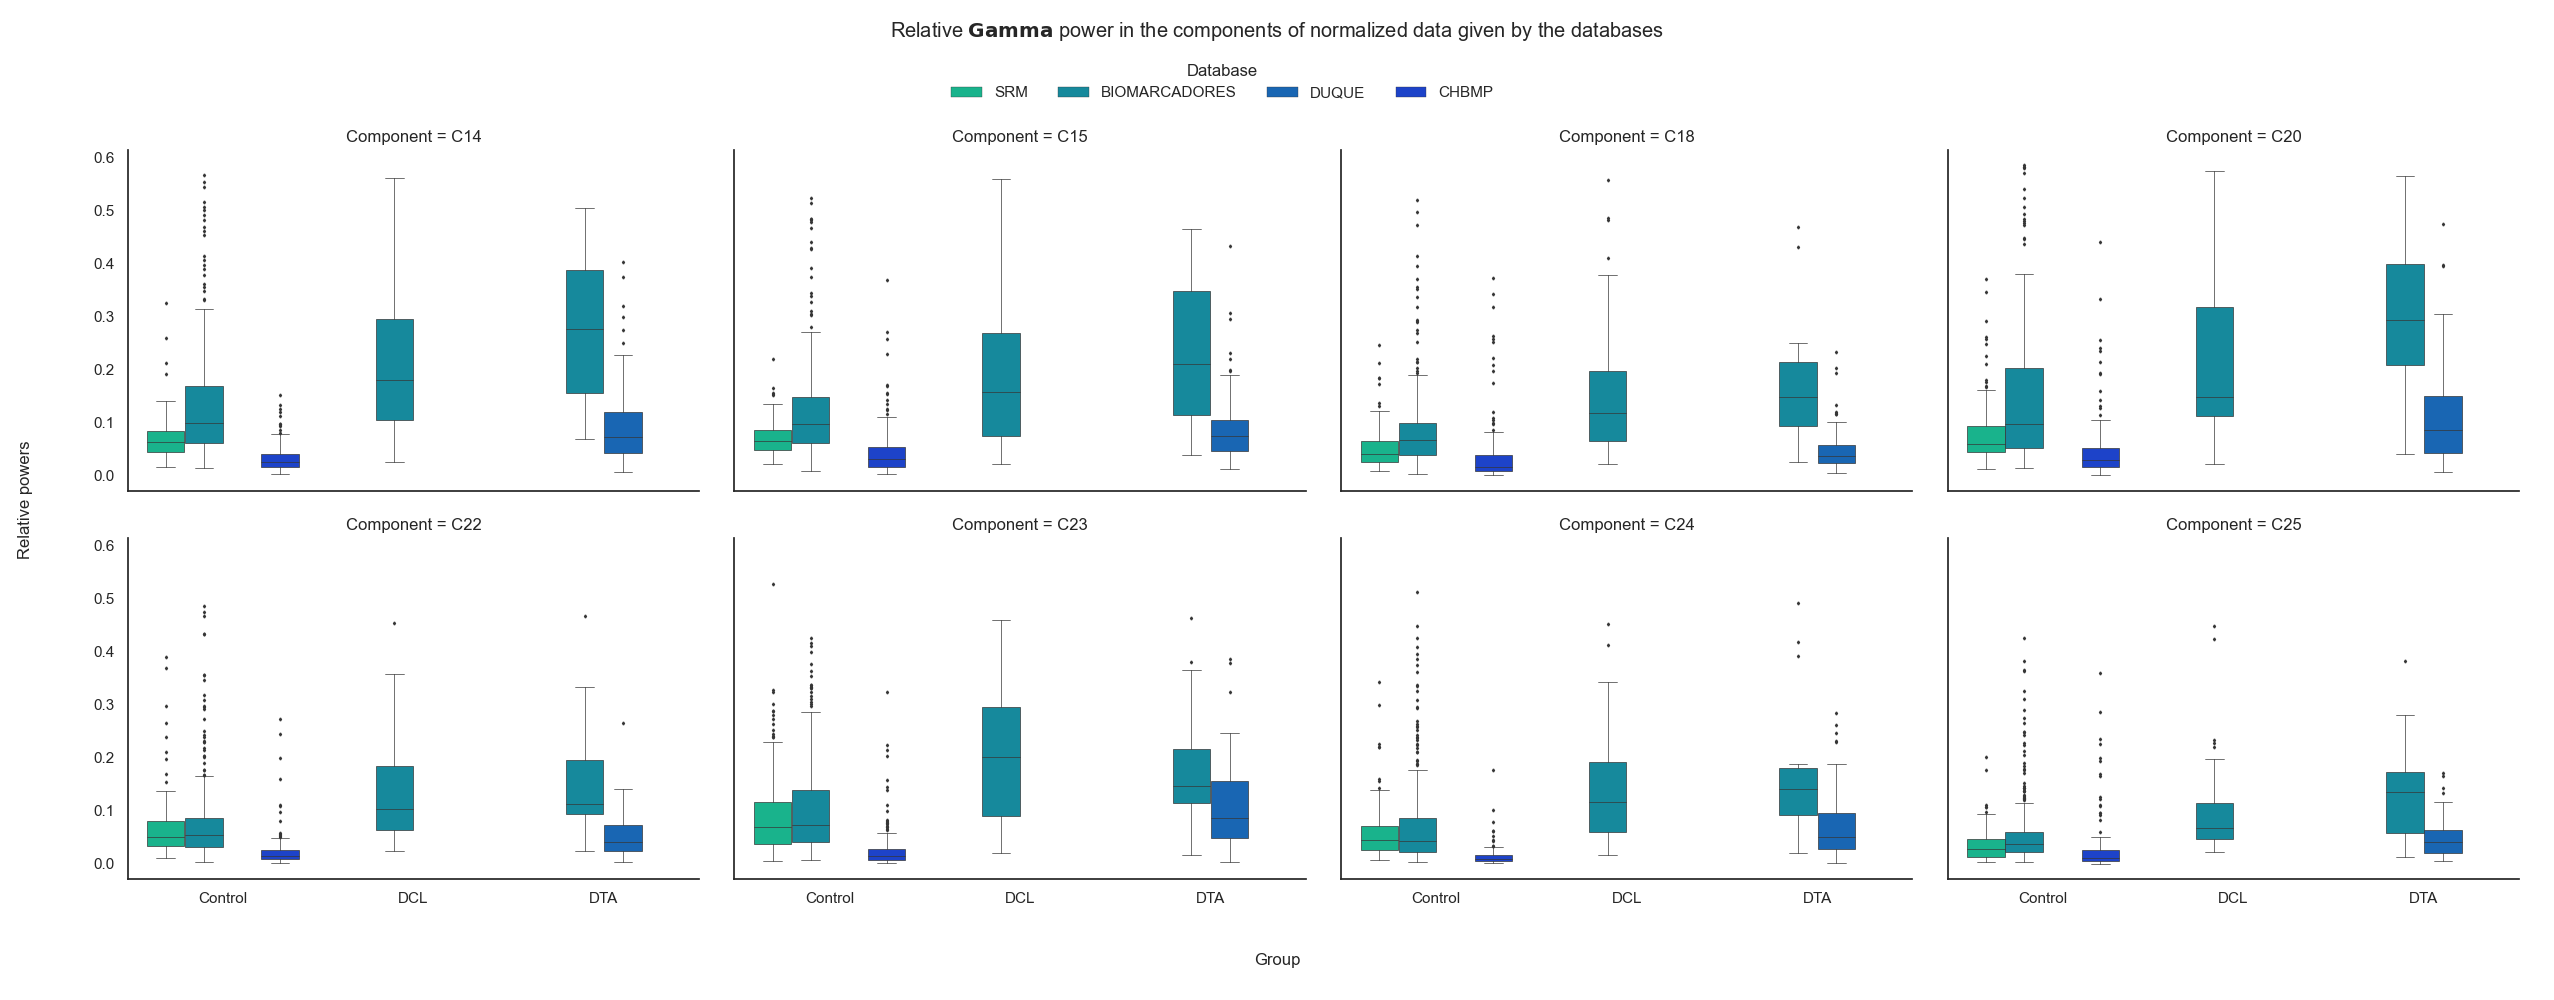 Relative Gamma power in the components of normalized data given by the databases
Database
SRM BIOMARCADORES DUQUE CHBMP
Component = C14 Component = C15 Component = C18 Component = C20
0.6
0.5
0.4
0.3
0.2
0.1
0.0
Relative powers
Component = C22 Component = C23 Component = C24 Component = C25
0.6
0.5
0.4
0.3
0.2
0.1
0.0
Control DCL DTA Control DCL DTA Control DCL DTA Control DCL DTA
Group